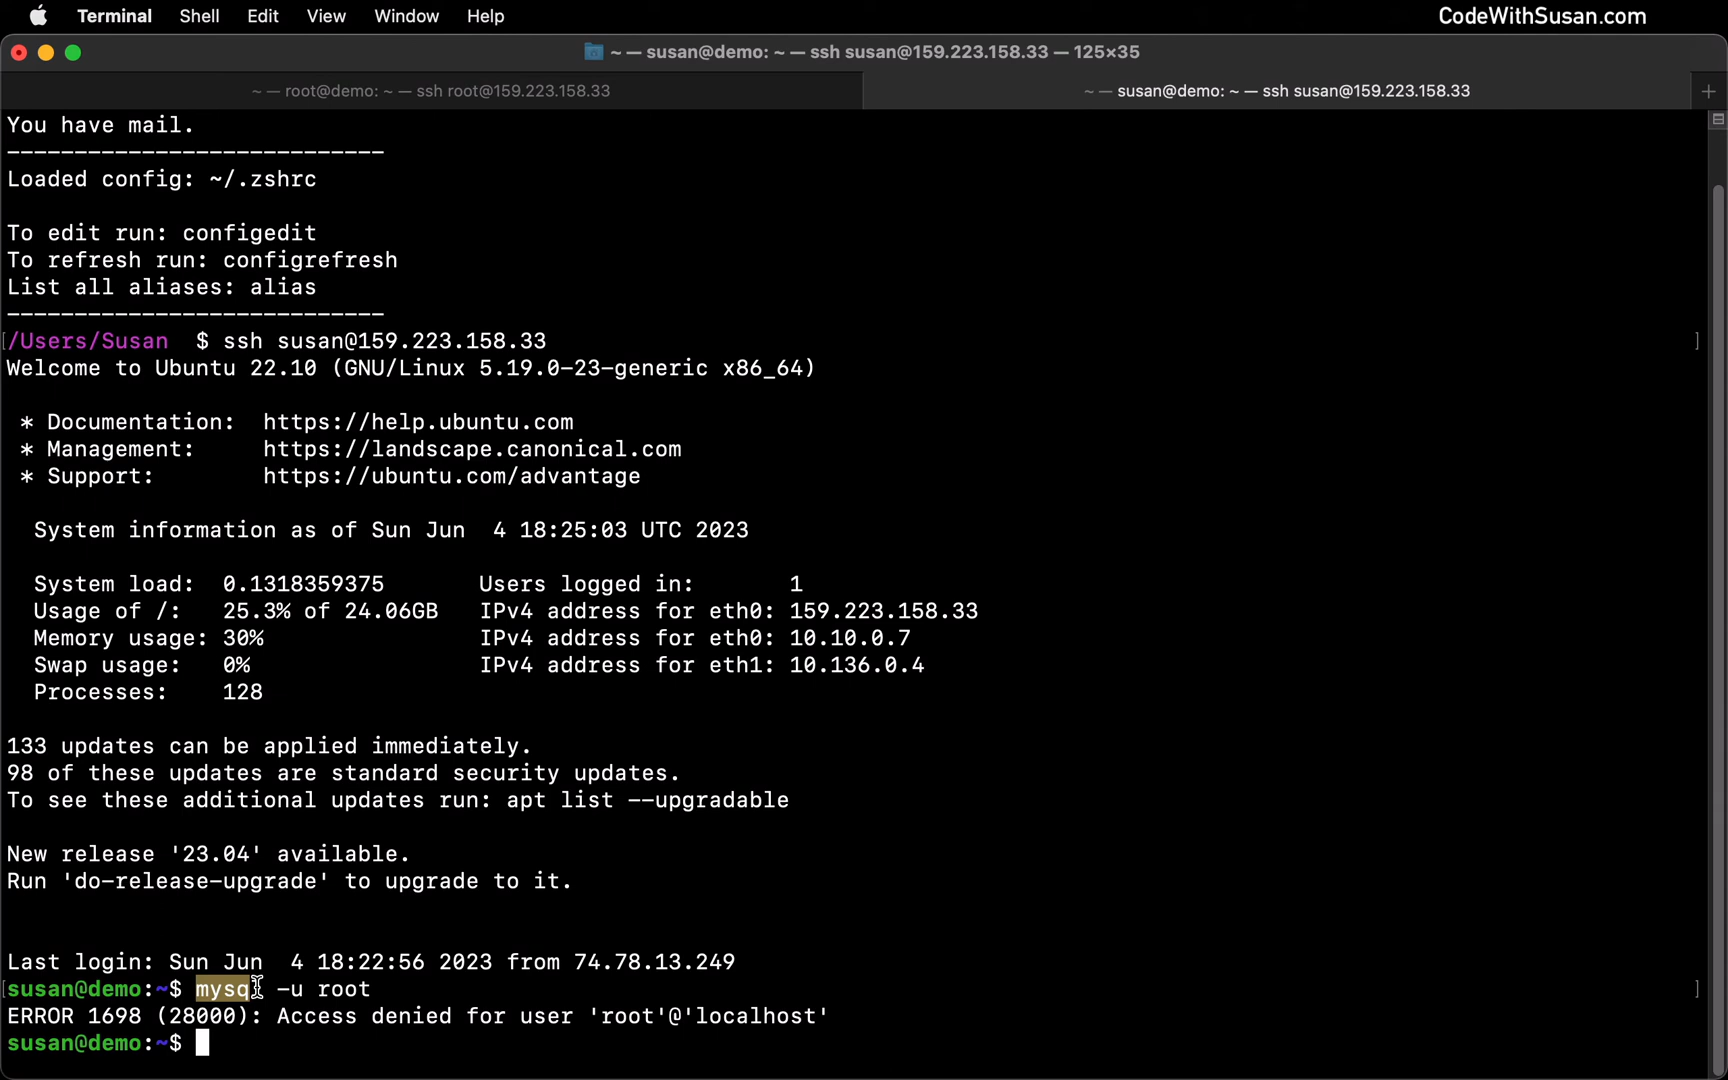 Terminal Shell Edit View Window Help CodeWithSusan.com
~ — susan@demo: ~ — ssh susan@159.223.158.33 — 125×35
~ — root@demo: ~ — ssh root@159.223.158.33 ~ — susan@demo: ~ — ssh susan@159.223.158.33 +
You have mail.
----------------------------
Loaded config: ~/.zshrc
To edit run: configedit
To refresh run: configrefresh
List all aliases: alias
----------------------------
[/Users/Susan $ ssh susan@159.223.158.33 ]
Welcome to Ubuntu 22.10 (GNU/Linux 5.19.0-23-generic x86_64)
* Documentation: https://help.ubuntu.com
* Management: https://landscape.canonical.com
* Support: https://ubuntu.com/advantage
System information as of Sun Jun 4 18:25:03 UTC 2023
System load: 0.1318359375 Users logged in: 1
Usage of /: 25.3% of 24.06GB IPv4 address for eth0: 159.223.158.33
Memory usage: 30% IPv4 address for eth0: 10.10.0.7
Swap usage: 0% IPv4 address for eth1: 10.136.0.4
Processes: 128
133 updates can be applied immediately.
98 of these updates are standard security updates.
To see these additional updates run: apt list --upgradable
New release '23.04' available.
Run 'do-release-upgrade' to upgrade to it.
Last login: Sun Jun 4 18:22:56 2023 from 74.78.13.249
[susan@demo:~$ mysql -u root ]
ERROR 1698 (28000): Access denied for user 'root'@'localhost'
susan@demo:~$